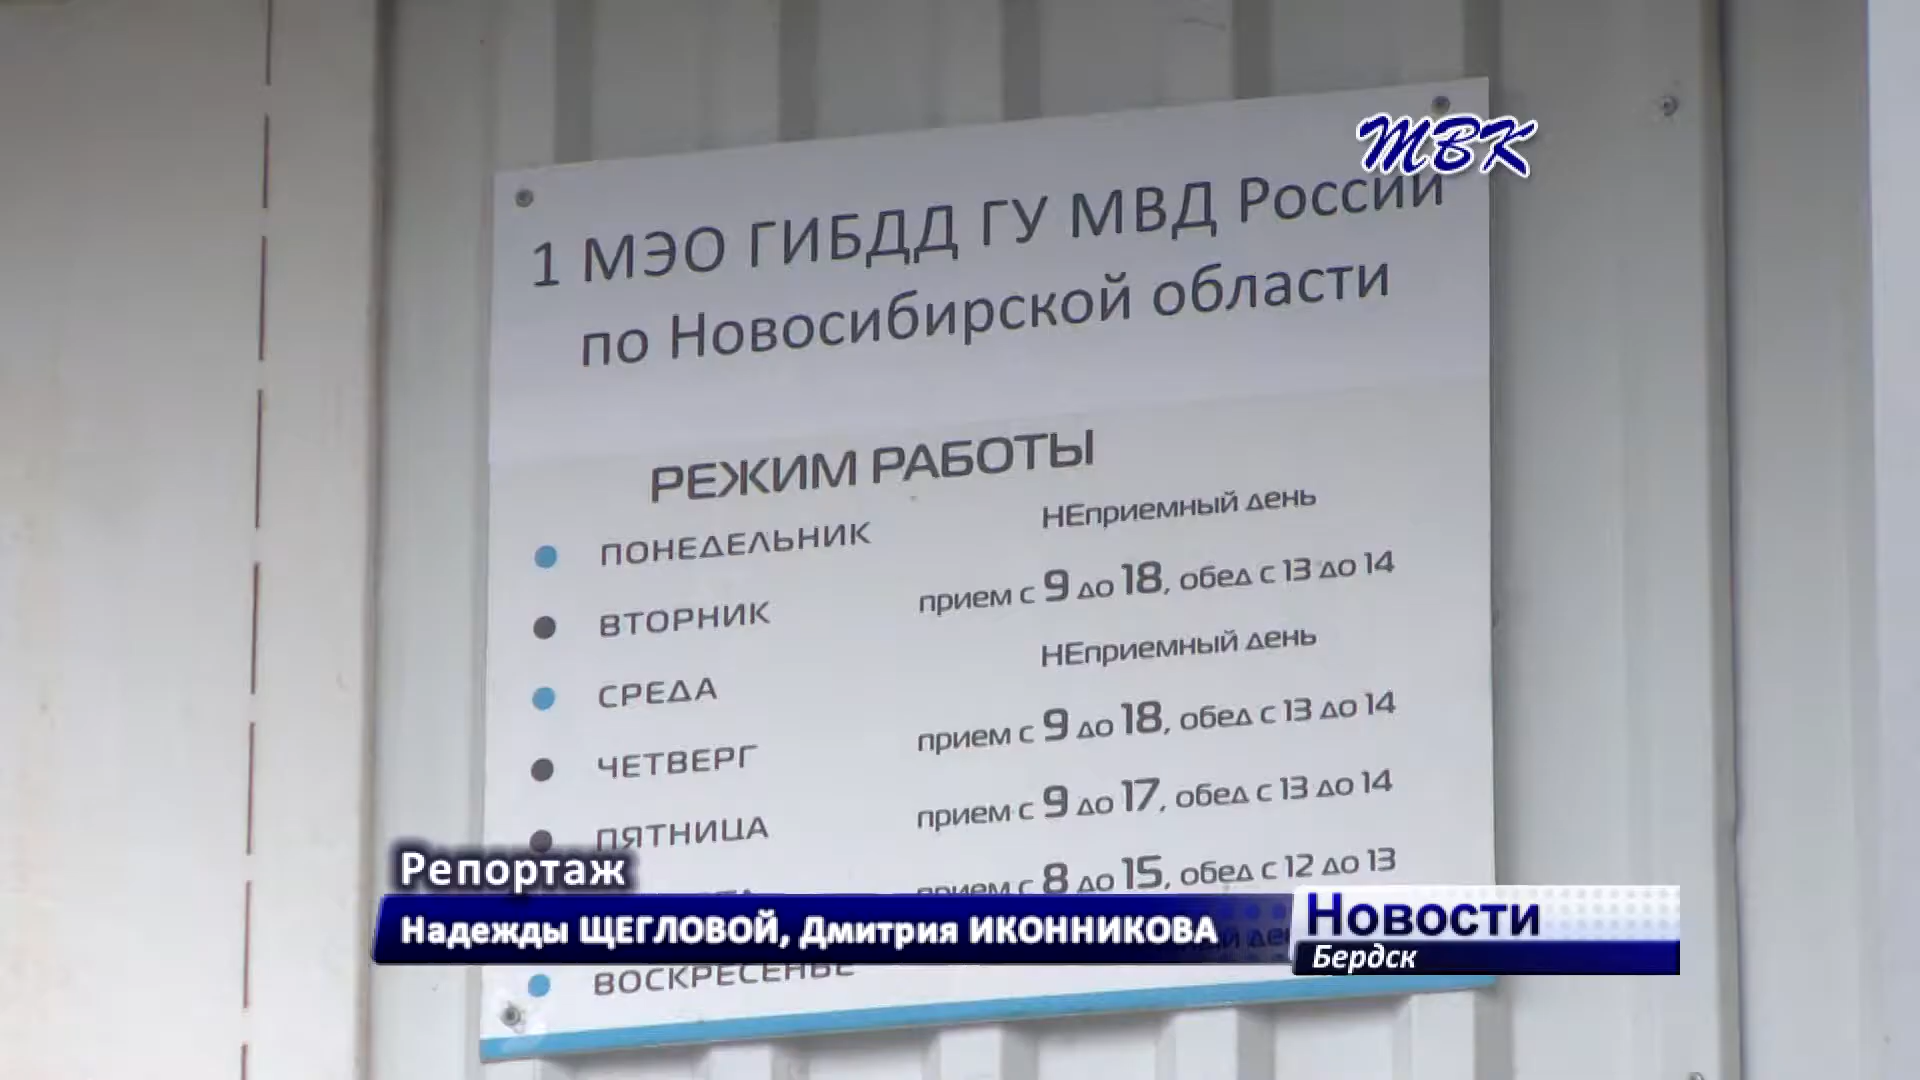 ТВК
1 МЭО ГИБДД ГУ МВД России
по Новосибирской области
РЕЖИМ РАБОТЫ
ПОНЕДЕЛЬНИК НЕприемный день
ВТОРНИК прием с 9 до 18, обед с 13 до 14
СРЕДА НЕприемный день
ЧЕТВЕРГ прием с 9 до 18, обед с 13 до 14
ПЯТНИЦА прием с 9 до 17, обед с 13 до 14
прием с 8 до 15, обед с 12 до 13
ВОСКРЕСЕНЬЕ
Репортаж
Надежды ЩЕГЛОВОЙ, Дмитрия ИКОННИКОВА
Новости
Бердск